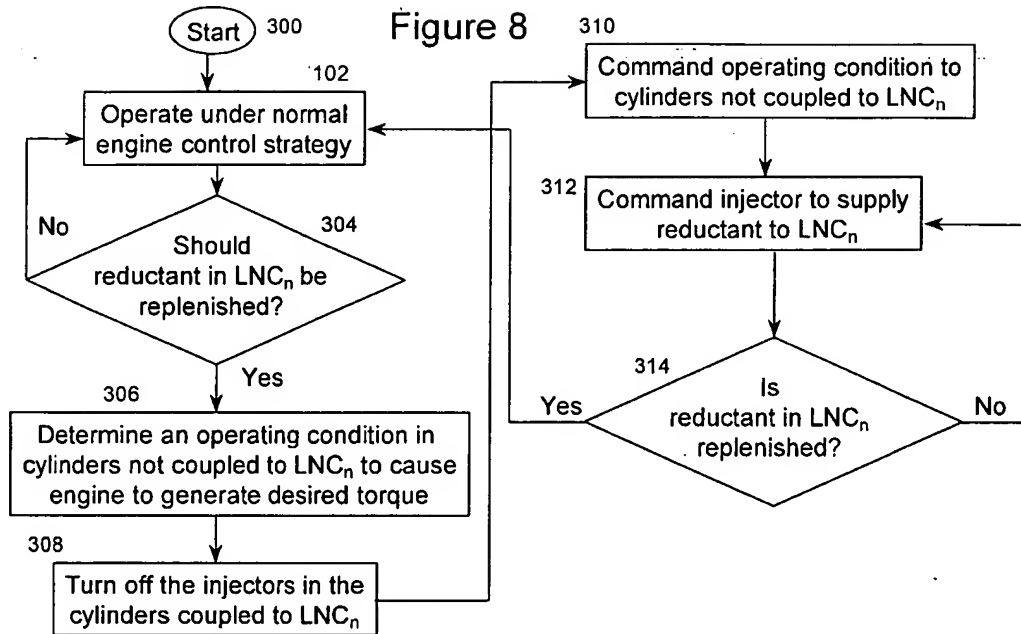 Figure 8
Start
300
102
Operate under normal
engine control strategy
No
304
Should
reductant in LNCn be
replenished?
Yes
306
Determine an operating condition in
cylinders not coupled to LNCn to cause
engine to generate desired torque
308
Turn off the injectors in the
cylinders coupled to LNCn
310
Command operating condition to
cylinders not coupled to LNCn
312
Command injector to supply
reductant to LNCn
314
Is
reductant in LNCn
replenished?
Yes
No